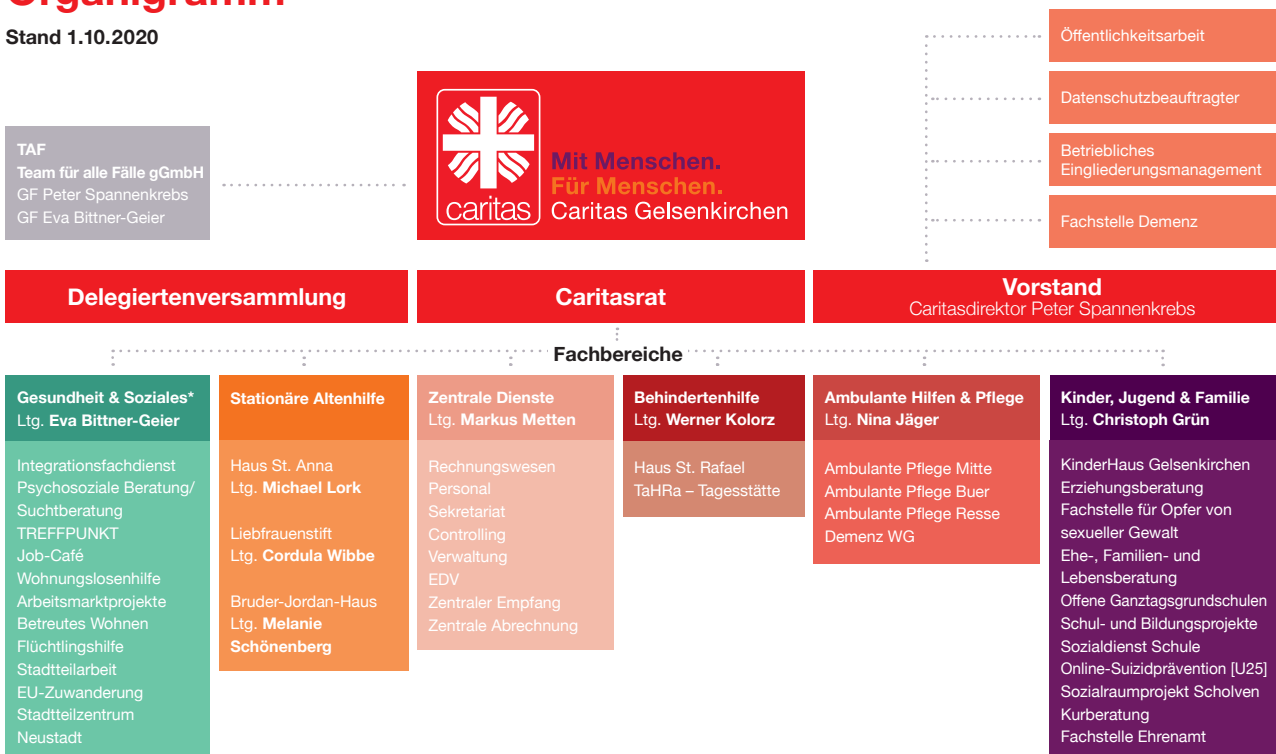 Organigramm
Stand 1.10.2020
Öffentlichkeitsarbeit
Datenschutzbeauftragter
Betriebliches
Eingliederungsmanagement
Fachstelle Demenz
TAF
Team für alle Fälle gGmbH
GF Peter Spannenkrebs
GF Eva Bittner-Geier
caritas
Mit Menschen.
Für Menschen.
Caritas Gelsenkirchen
Delegiertenversammlung
Caritasrat
Vorstand
Caritasdirektor Peter Spannenkrebs
Fachbereiche
Gesundheit & Soziales*
Ltg. Eva Bittner-Geier
Integrationsfachdienst
Psychosoziale Beratung/
Suchtberatung
TREFFPUNKT
Job-Café
Wohnungslosenhilfe
Arbeitsmarktprojekte
Betreutes Wohnen
Flüchtlingshilfe
Stadtteilarbeit
EU-Zuwanderung
Stadtteilzentrum
Neustadt
Stationäre Altenhilfe
Haus St. Anna
Ltg. Michael Lork
Liebfrauenstift
Ltg. Cordula Wibbe
Bruder-Jordan-Haus
Ltg. Melanie
Schönenberg
Zentrale Dienste
Ltg. Markus Metten
Rechnungswesen
Personal
Sekretariat
Controlling
Verwaltung
EDV
Zentraler Empfang
Zentrale Abrechnung
Behindertenhilfe
Ltg. Werner Kolorz
Haus St. Rafael
TaHRa – Tagesstätte
Ambulante Hilfen & Pflege
Ltg. Nina Jäger
Ambulante Pflege Mitte
Ambulante Pflege Buer
Ambulante Pflege Resse
Demenz WG
Kinder, Jugend & Familie
Ltg. Christoph Grün
KinderHaus Gelsenkirchen
Erziehungsberatung
Fachstelle für Opfer von
sexueller Gewalt
Ehe-, Familien- und
Lebensberatung
Offene Ganztagsgrundschulen
Schul- und Bildungsprojekte
Sozialdienst Schule
Online-Suizidprävention [U25]
Sozialraumprojekt Scholven
Kurberatung
Fachstelle Ehrenamt